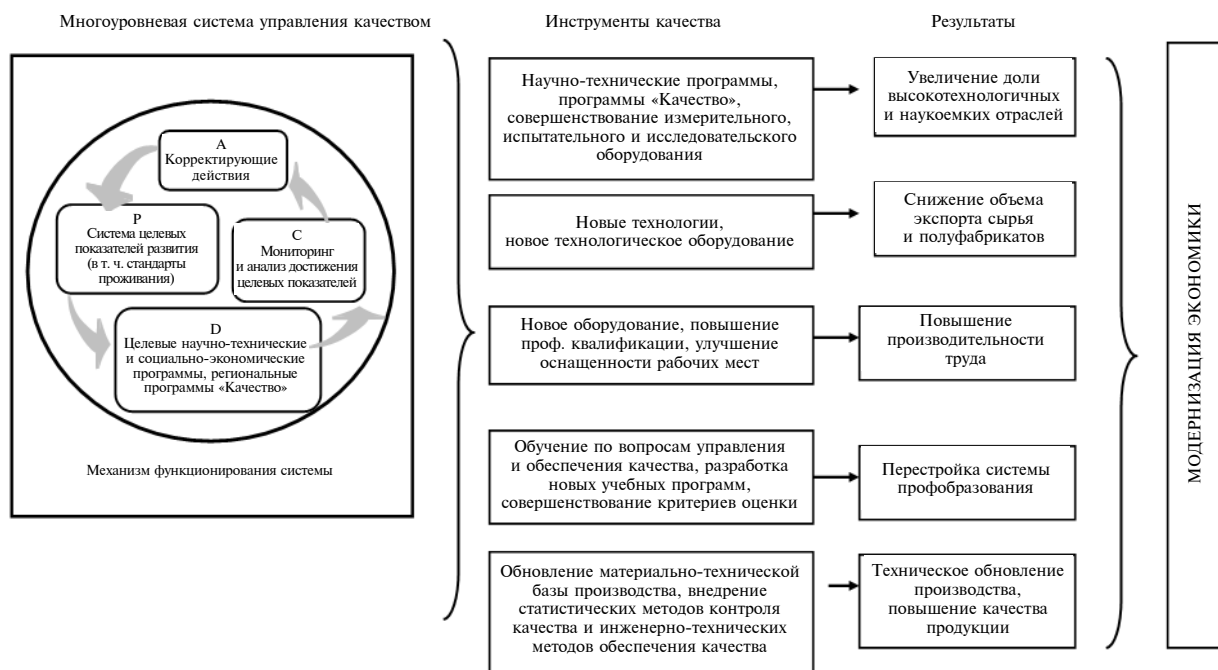 Многоуровневая система управления качеством
Инструменты качества
Результаты
A
Корректирующие
действия
P
Система целевых
показателей развития
(в т. ч. стандарты
проживания)
C
Мониторинг
и анализ достижения
целевых показателей
D
Целевые научно-технические
и социально-экономические
программы, региональные
программы «Качество»
Механизм функционирования системы
Научно-технические программы,
программы «Качество»,
совершенствование измерительного,
испытательного и исследовательского
оборудования
Увеличение доли
высокотехнологичных
и наукоемких отраслей
Новые технологии,
новое технологическое оборудование
Снижение объема
экспорта сырья
и полуфабрикатов
Новое оборудование, повышение
проф. квалификации, улучшение
оснащенности рабочих мест
Повышение
производительности
труда
Обучение по вопросам управления
и обеспечения качества, разработка
новых учебных программ,
совершенствование критериев оценки
Перестройка системы
профобразования
Обновление материально-технической
базы производства, внедрение
статистических методов контроля
качества и инженерно-технических
методов обеспечения качества
Техническое обновление
производства,
повышение качества
продукции
МОДЕРНИЗАЦИЯ ЭКОНОМИКИ